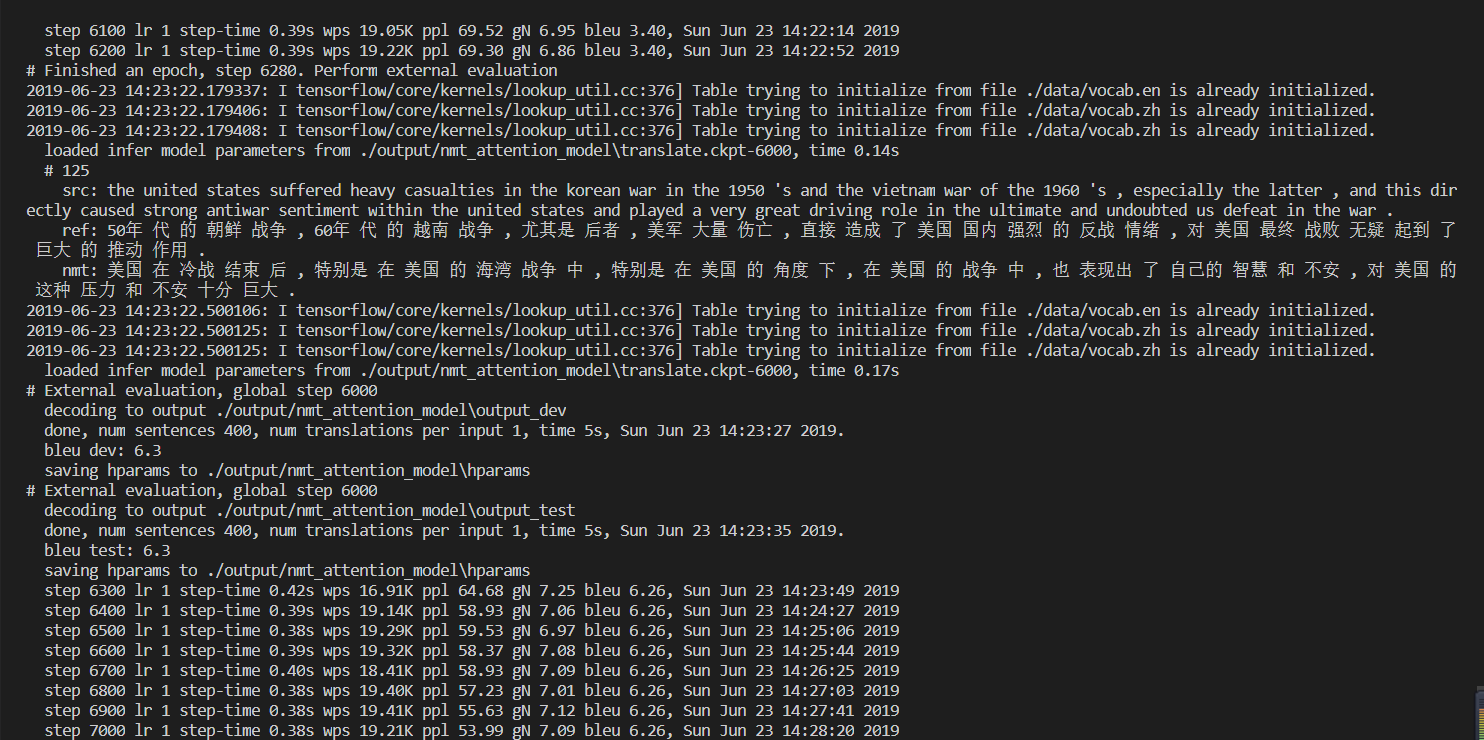 step 6100 lr 1 step-time 0.39s wps 19.05K ppl 69.52 gN 6.95 bleu 3.40, Sun Jun 23 14:22:14 2019
step 6200 lr 1 step-time 0.39s wps 19.22K ppl 69.30 gN 6.86 bleu 3.40, Sun Jun 23 14:22:52 2019
# Finished an epoch, step 6280. Perform external evaluation
2019-06-23 14:23:22.179337: I tensorflow/core/kernels/lookup_util.cc:376] Table trying to initialize from file ./data/vocab.en is already initialized.
2019-06-23 14:23:22.179406: I tensorflow/core/kernels/lookup_util.cc:376] Table trying to initialize from file ./data/vocab.zh is already initialized.
2019-06-23 14:23:22.179408: I tensorflow/core/kernels/lookup_util.cc:376] Table trying to initialize from file ./data/vocab.zh is already initialized.
loaded infer model parameters from ./output/nmt_attention_model\translate.ckpt-6000, time 0.14s
# 125
src: the united states suffered heavy casualties in the korean war in the 1950 's and the vietnam war of the 1960 's , especially the latter , and this dir
ectly caused strong antiwar sentiment within the united states and played a very great driving role in the ultimate and undoubted us defeat in the war .
ref: 50年 代 的 朝鲜 战争 , 60年 代 的 越南 战争 , 尤其是 后者 , 美军 大量 伤亡 , 直接 造成 了 美国 国内 强烈 的 反战 情绪 , 对 美国 最终 战败 无疑 起到 了
巨大 的 推动 作用 .
nmt: 美国 在 冷战 结束 后 , 特别是 在 美国 的 海湾 战争 中 , 特别是 在 美国 的 角度 下 , 在 美国 的 战争 中 , 也 表现出 了 自己的 智慧 和 不安 , 对 美国 的
这种 压力 和 不安 十分 巨大 .
2019-06-23 14:23:22.500106: I tensorflow/core/kernels/lookup_util.cc:376] Table trying to initialize from file ./data/vocab.en is already initialized.
2019-06-23 14:23:22.500125: I tensorflow/core/kernels/lookup_util.cc:376] Table trying to initialize from file ./data/vocab.zh is already initialized.
2019-06-23 14:23:22.500125: I tensorflow/core/kernels/lookup_util.cc:376] Table trying to initialize from file ./data/vocab.zh is already initialized.
loaded infer model parameters from ./output/nmt_attention_model\translate.ckpt-6000, time 0.17s
# External evaluation, global step 6000
decoding to output ./output/nmt_attention_model\output_dev
done, num sentences 400, num translations per input 1, time 5s, Sun Jun 23 14:23:27 2019.
bleu dev: 6.3
saving hparams to ./output/nmt_attention_model\hparams
# External evaluation, global step 6000
decoding to output ./output/nmt_attention_model\output_test
done, num sentences 400, num translations per input 1, time 5s, Sun Jun 23 14:23:35 2019.
bleu test: 6.3
saving hparams to ./output/nmt_attention_model\hparams
step 6300 lr 1 step-time 0.42s wps 16.91K ppl 64.68 gN 7.25 bleu 6.26, Sun Jun 23 14:23:49 2019
step 6400 lr 1 step-time 0.39s wps 19.14K ppl 58.93 gN 7.06 bleu 6.26, Sun Jun 23 14:24:27 2019
step 6500 lr 1 step-time 0.38s wps 19.29K ppl 59.53 gN 6.97 bleu 6.26, Sun Jun 23 14:25:06 2019
step 6600 lr 1 step-time 0.39s wps 19.32K ppl 58.37 gN 7.08 bleu 6.26, Sun Jun 23 14:25:44 2019
step 6700 lr 1 step-time 0.40s wps 18.41K ppl 58.93 gN 7.09 bleu 6.26, Sun Jun 23 14:26:25 2019
step 6800 lr 1 step-time 0.38s wps 19.40K ppl 57.23 gN 7.01 bleu 6.26, Sun Jun 23 14:27:03 2019
step 6900 lr 1 step-time 0.38s wps 19.41K ppl 55.63 gN 7.12 bleu 6.26, Sun Jun 23 14:27:41 2019
step 7000 lr 1 step-time 0.38s wps 19.21K ppl 53.99 gN 7.09 bleu 6.26, Sun Jun 23 14:28:20 2019